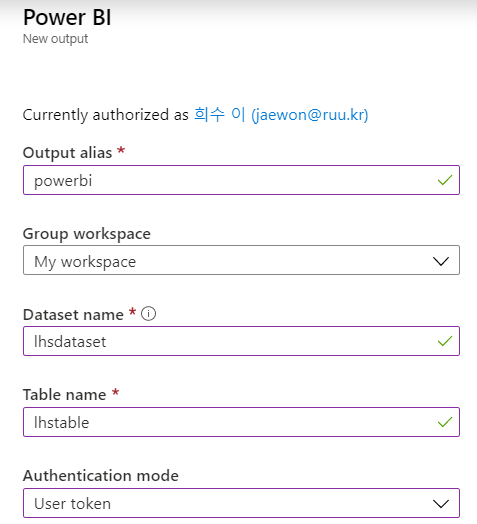 Power BI
New output
Currently authorized as 희수 이 (jaewon@ruu.kr)
Output alias *
powerbi
Group workspace
My workspace
Dataset name *
lhsdataset
Table name *
lhstable
Authentication mode
User token